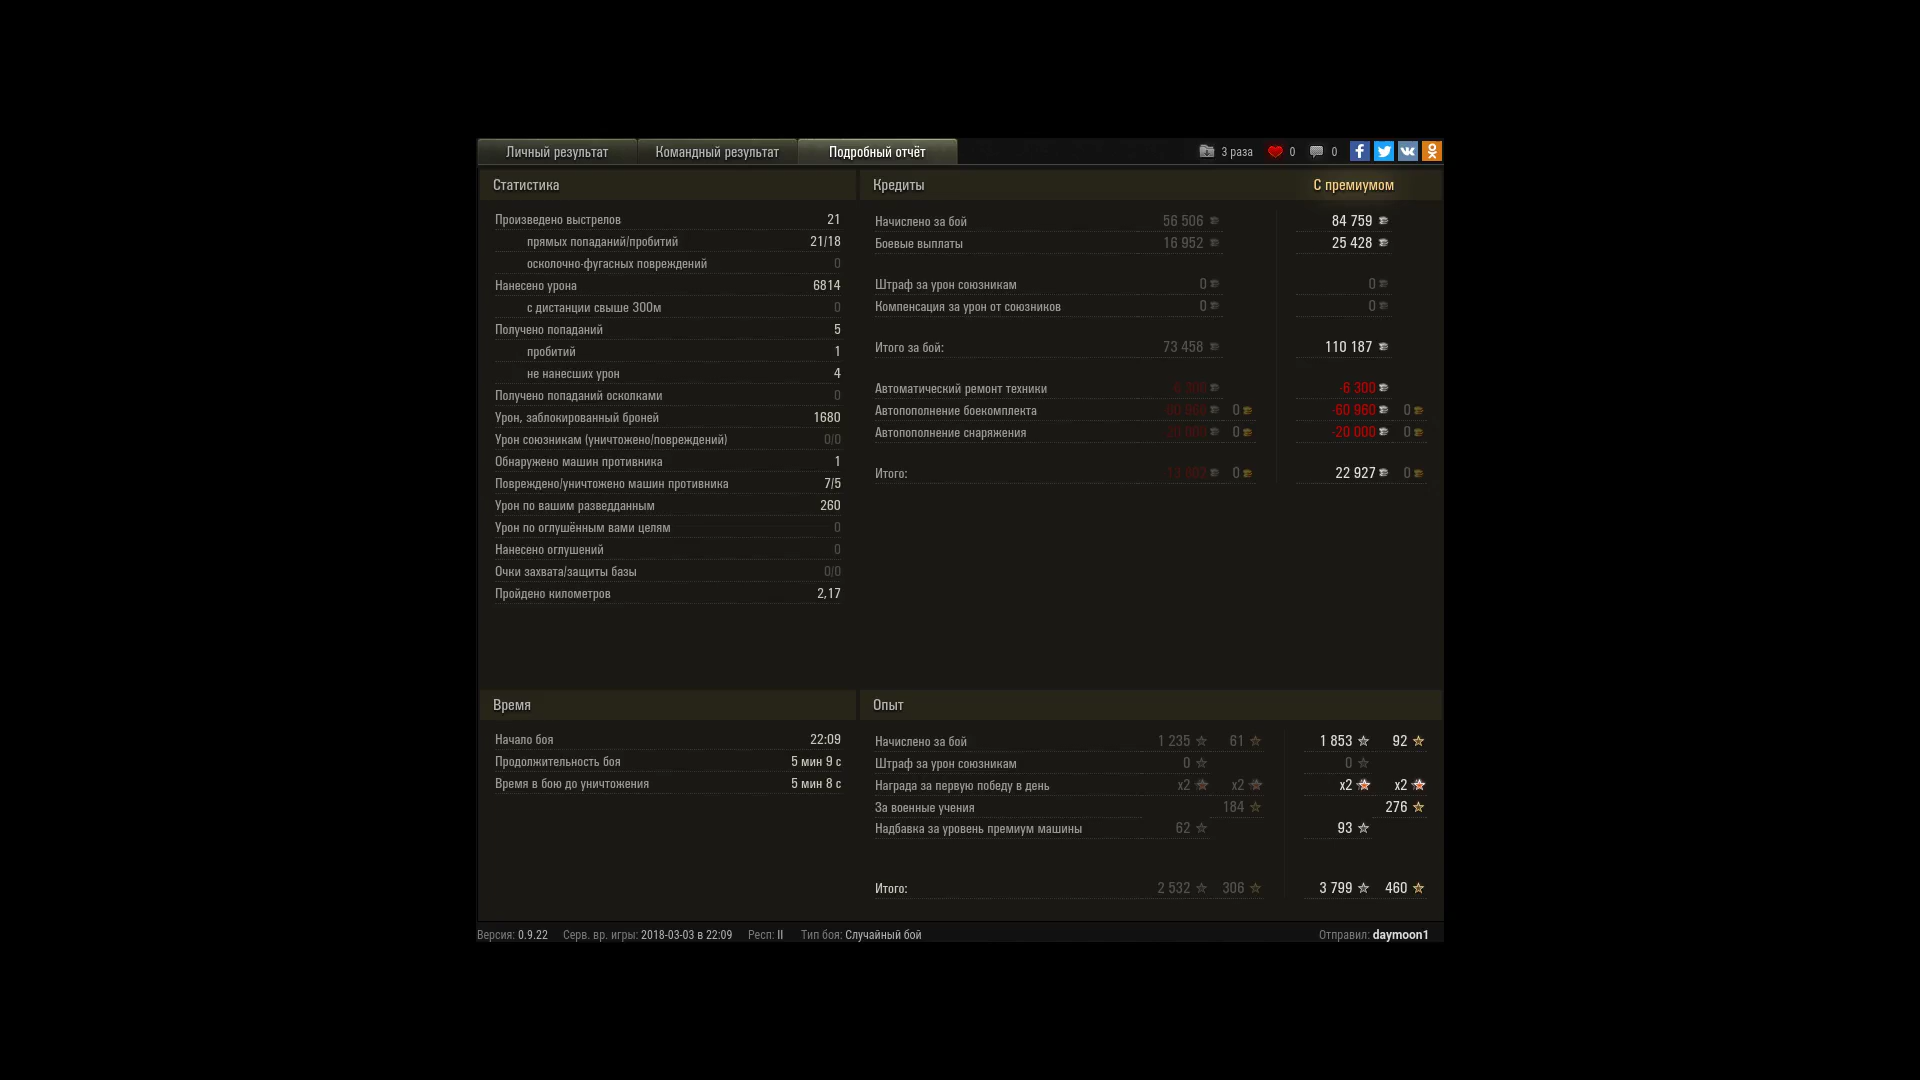 Личный результат Командный результат Подробный отчёт 3 раза 0 0
Статистика
Произведено выстрелов 21
прямых попаданий/пробитий 21/18
осколочно-фугасных повреждений 0
Нанесено урона 6814
с дистанции свыше 300м 0
Получено попаданий 5
пробитий 1
не нанесших урон 4
Получено попаданий осколками 0
Урон, заблокированный броней 1680
Урон союзникам (уничтожено/повреждений) 0/0
Обнаружено машин противника 1
Повреждено/уничтожено машин противника 7/5
Урон по вашим разведданным 260
Урон по оглушённым вами целям 0
Нанесено оглушений 0
Очки захвата/защиты базы 0/0
Пройдено километров 2,17
Кредиты С премиумом
Начислено за бой 56 506 84 759
Боевые выплаты 16 952 25 428
Штраф за урон союзникам 0 0
Компенсация за урон от союзников 0 0
Итого за бой: 73 458 110 187
Автоматический ремонт техники -6 300 -6 300
Автопополнение боекомплекта -60 960 0 -60 960 0
Автопополнение снаряжения -20 000 0 -20 000 0
Итого: 0 22 927 0
Время
Начало боя 22:09
Продолжительность боя 5 мин 9 с
Время в бою до уничтожения 5 мин 8 с
Опыт
Начислено за бой 1 235 61 1 853 92
Штраф за урон союзникам 0 0
Награда за первую победу в день x2 x2 x2 x2
За военные учения 184 276
Надбавка за уровень премиум машины 62 93
Итого: 2 532 306 3 799 460
Версия: 0.9.22 Серв. вр. игры: 2018-03-03 в 22:09 Респ: II Тип боя: Случайный бой Отправил: daymoon1